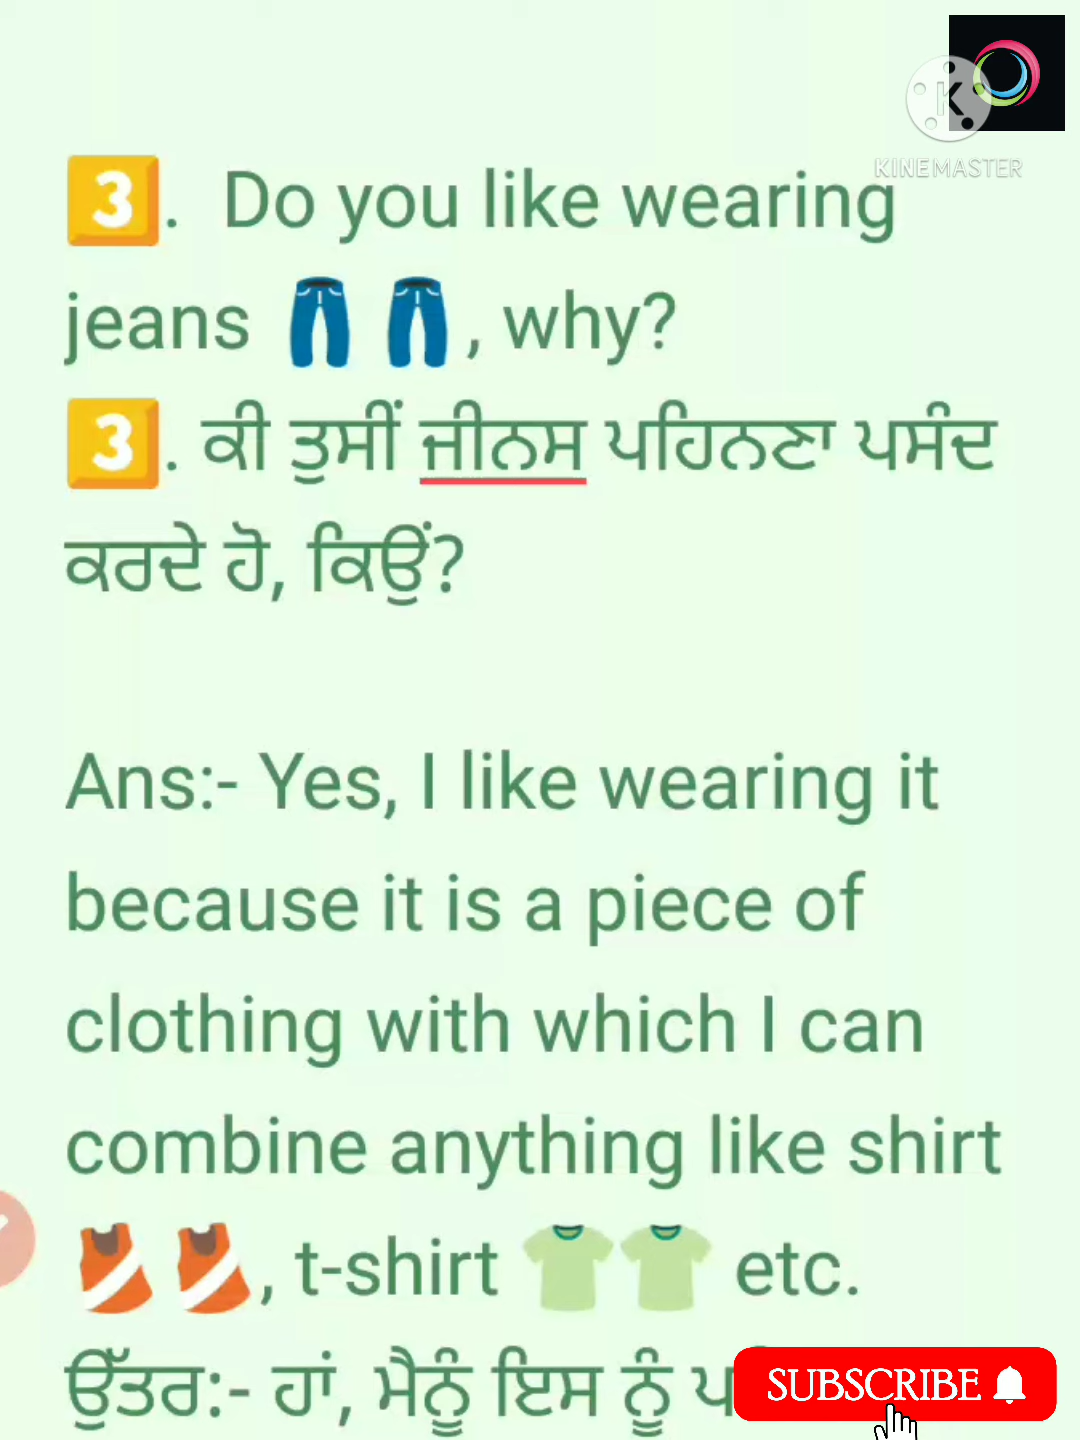 KINEMASTER
3. Do you like wearing
jeans 👖 👖, why?
3. ਕੀ ਤੁਸੀਂ ਜੀਨਸ ਪਹਿਨਣਾ ਪਸੰਦ
ਕਰਦੇ ਹੋ, ਕਿਉਂ?
Ans:- Yes, I like wearing it
because it is a piece of
clothing with which I can
combine anything like shirt
🎽 🎽, t-shirt 👕 👕 etc.
ਉੱਤਰ:- ਹਾਂ, ਮੈਨੂੰ ਇਸ ਨੂੰ
SUBSCRIBE